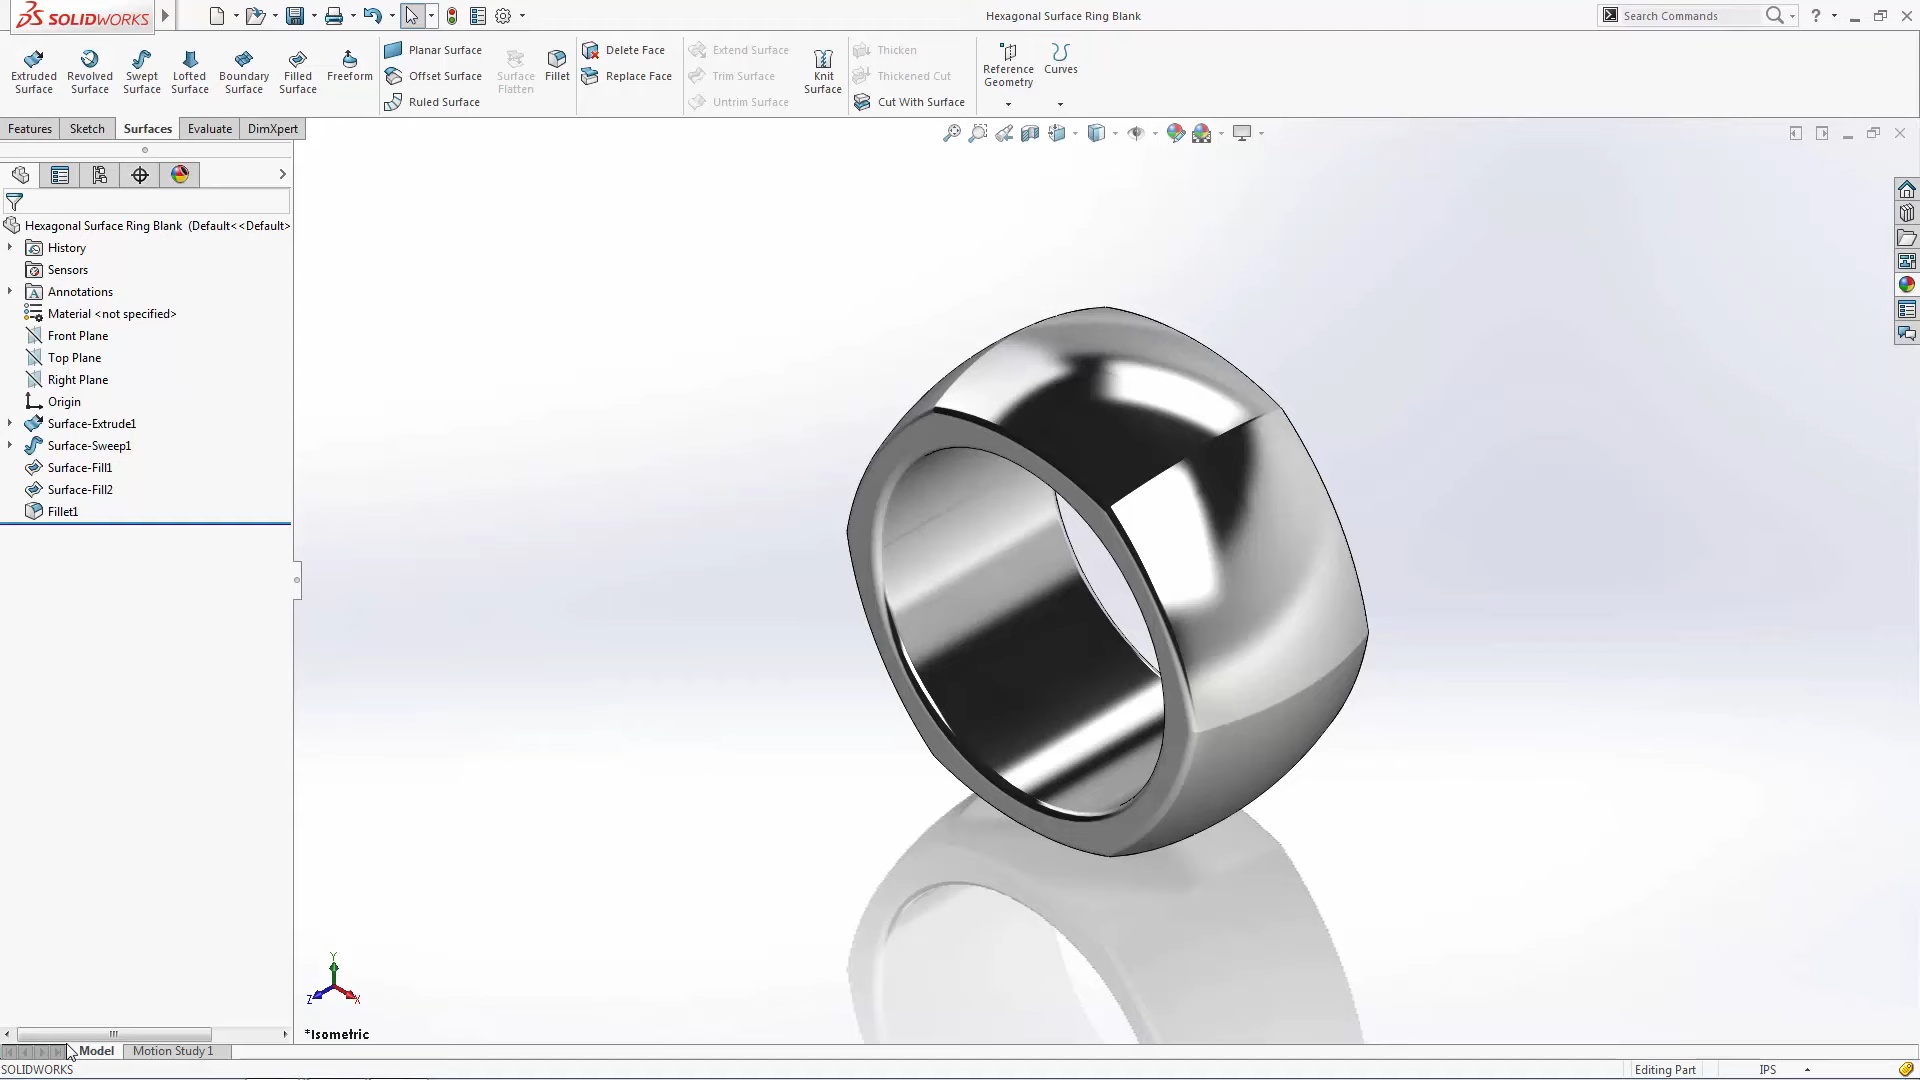 SOLIDWORKS
Hexagonal Surface Ring Blank
Search Commands
?
Extruded Surface
Revolved Surface
Swept Surface
Lofted Surface
Boundary Surface
Filled Surface
Freeform
Planar Surface
Offset Surface
Ruled Surface
Surface Flatten
Fillet
Delete Face
Replace Face
Extend Surface
Trim Surface
Untrim Surface
Knit Surface
Thicken
Thickened Cut
Cut With Surface
Reference Geometry
Curves
Features
Sketch
Surfaces
Evaluate
DimXpert
Hexagonal Surface Ring Blank (Default<<Default>
History
Sensors
Annotations
Material <not specified>
Front Plane
Top Plane
Right Plane
Origin
Surface-Extrude1
Surface-Sweep1
Surface-Fill1
Surface-Fill2
Fillet1
Y
Z
X
*Isometric
Model
Motion Study 1
SOLIDWORKS
Editing Part
IPS